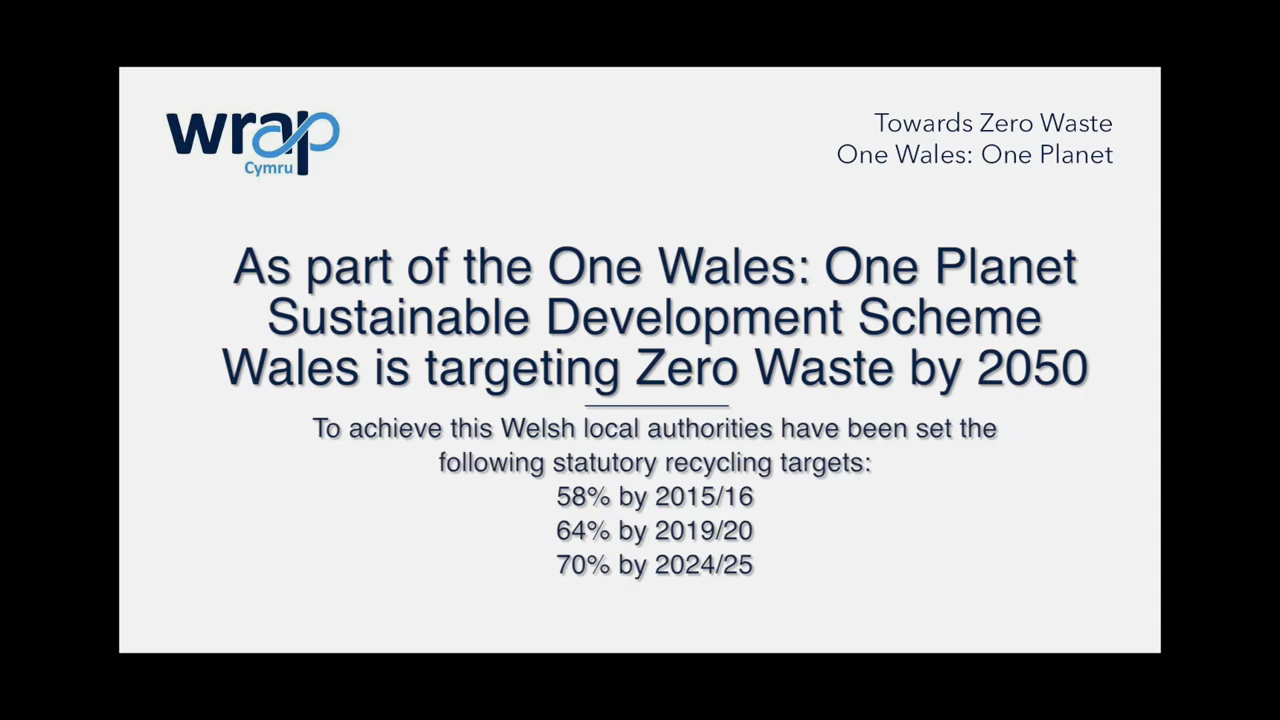 wrap
Cymru
Towards Zero Waste
One Wales: One Planet
As part of the One Wales: One Planet
Sustainable Development Scheme
Wales is targeting Zero Waste by 2050
To achieve this Welsh local authorities have been set the
following statutory recycling targets:
58% by 2015/16
64% by 2019/20
70% by 2024/25